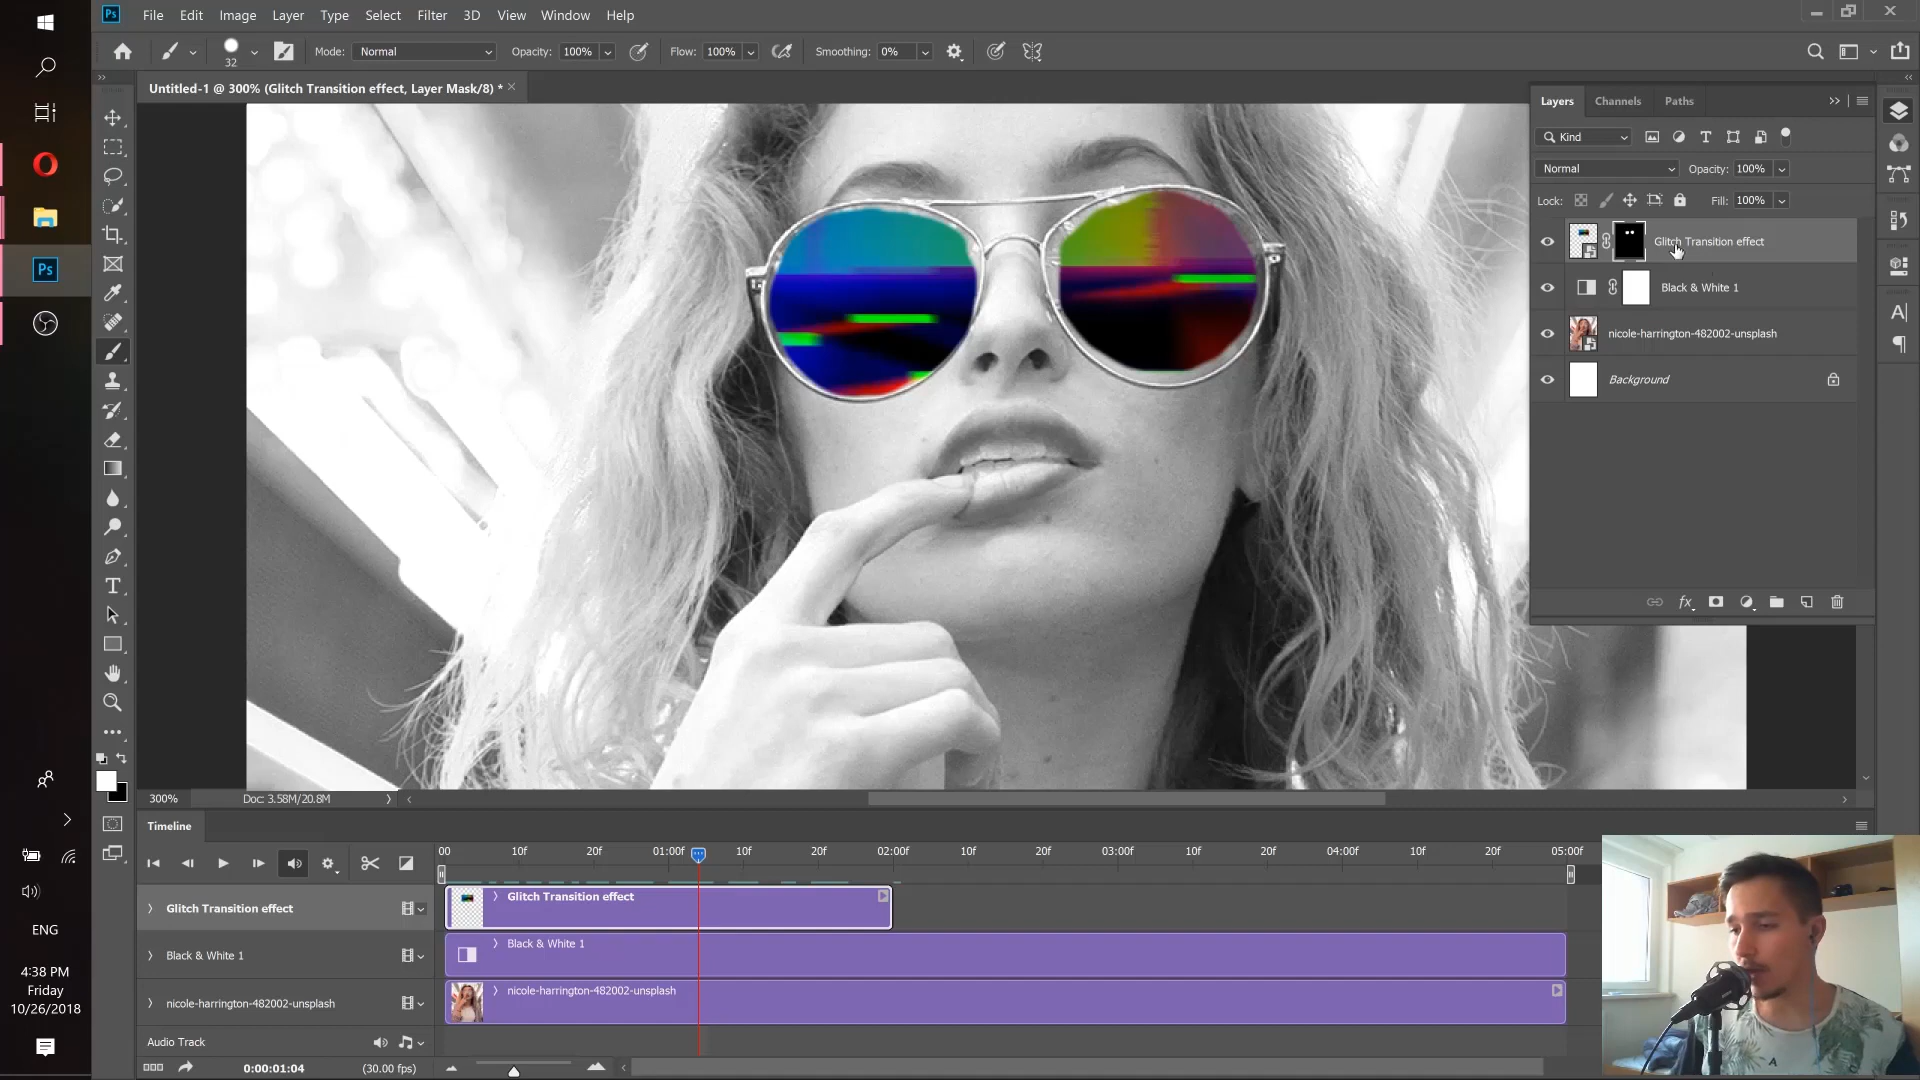 Ps File Edit Image Layer Type Select Filter 3D View Window Help
32 Mode: Normal Opacity: 100% Flow: 100% Smoothing: 0%
Untitled-1 @ 300% (Glitch Transition effect, Layer Mask/8) *
Layers Channels Paths
Kind
Normal Opacity: 100%
Lock: Fill: 100%
Glitch Transition effect
Black & White 1
nicole-harrington-482002-unsplash
Background
Ps
300% Doc: 3.58M/20.8M
Timeline
00 10f 20f 01:00f 10f 20f 02:00f 10f 20f 03:00f 10f 20f 04:00f 10f 20f 05:00f
Glitch Transition effect Glitch Transition effect
Black & White 1 Black & White 1
nicole-harrington-482002-unsplash nicole-harrington-482002-unsplash
Audio Track
0:00:01:04 (30.00 fps)
ENG
4:38 PM
Friday
10/26/2018